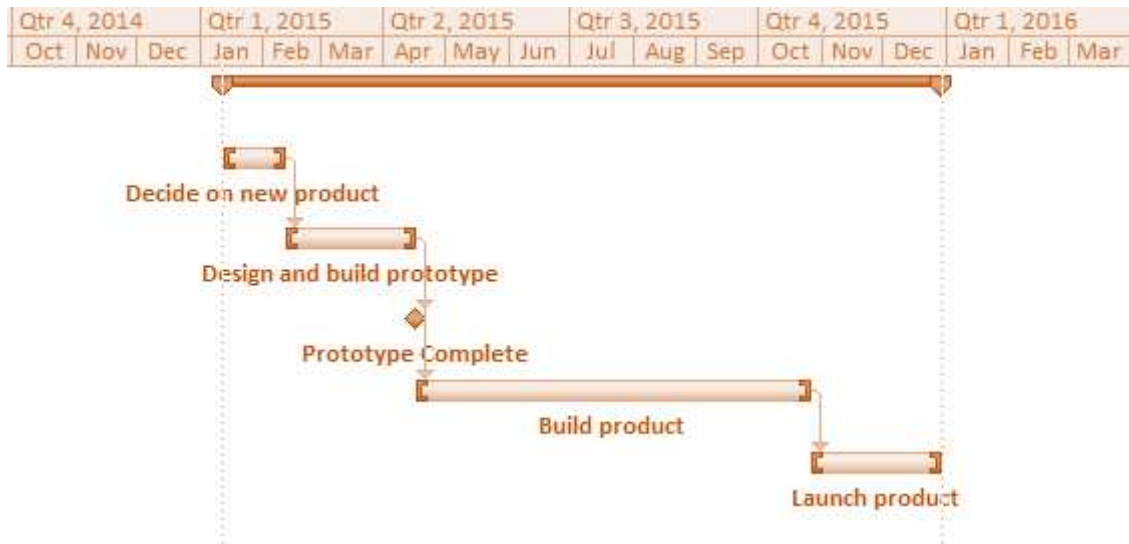 Qtr 4, 2014 Qtr 1, 2015 Qtr 2, 2015 Qtr 3, 2015 Qtr 4, 2015 Qtr 1, 2016
Oct Nov Dec Jan Feb Mar Apr May Jun Jul Aug Sep Oct Nov Dec Jan Feb Mar
Decide on new product
Design and build prototype
Prototype Complete
Build product
Launch product